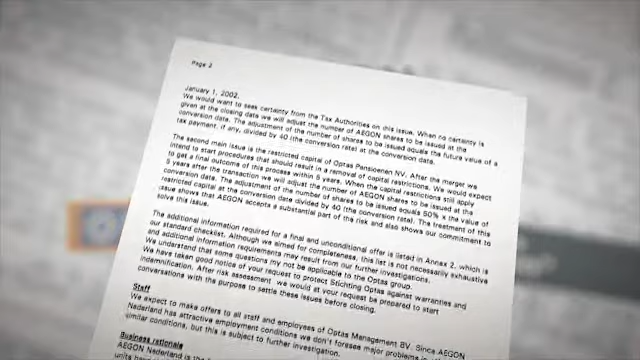 Page 2
January 1, 2002.
We would want to seek certainty from the Tax Authorities on this issue. When no certainty is
given at the closing data we will adjust the number of AEGON shares to be issued at the
conversion date. The adjustment of the number of shares to be issued equals the future value of a
tax payment, if any, divided by 40 (the conversion rate) at the conversion date.
The second main issue is the restricted capital of Optas Pensioenen NV. After the merger we
intend to start procedures that should result in a removal of capital restrictions. We would expect
to get a final outcome of this process within 5 years. When the capital restrictions still apply
5 years after the transaction we will adjust the number of AEGON shares to be issued at the
conversion date. The adjustment of the number of shares to be issued equals 50% x the value of
restricted capital at the conversion date divided by 40 (the conversion rate). The treatment of this
issue shows that AEGON accepts a substantial part of the risk and also shows our commitment to
solve this issue.
The additional information required for a final and unconditional offer is listed in Annex 2, which is
our standard checklist. Although we aimed for completeness, this list is not necessarily exhaustive
and additional information requirements may result from our further investigations.
We understand that some questions my not be applicable to the Optas group.
We have taken good notice of your request to protect Stichting Optas against warranties and
indemnification. After risk assessment we would at your request be prepared to start
conversations with the purpose to settle these issues before closing.
Staff
We expect to make offers to all staff and employees of Optas Management BV. Since AEGON
Nederland has attractive employment conditions we don't foresee major problems in
similar conditions, but this is subject to further investigation.
Business rationale
AEGON Nederland is the
units